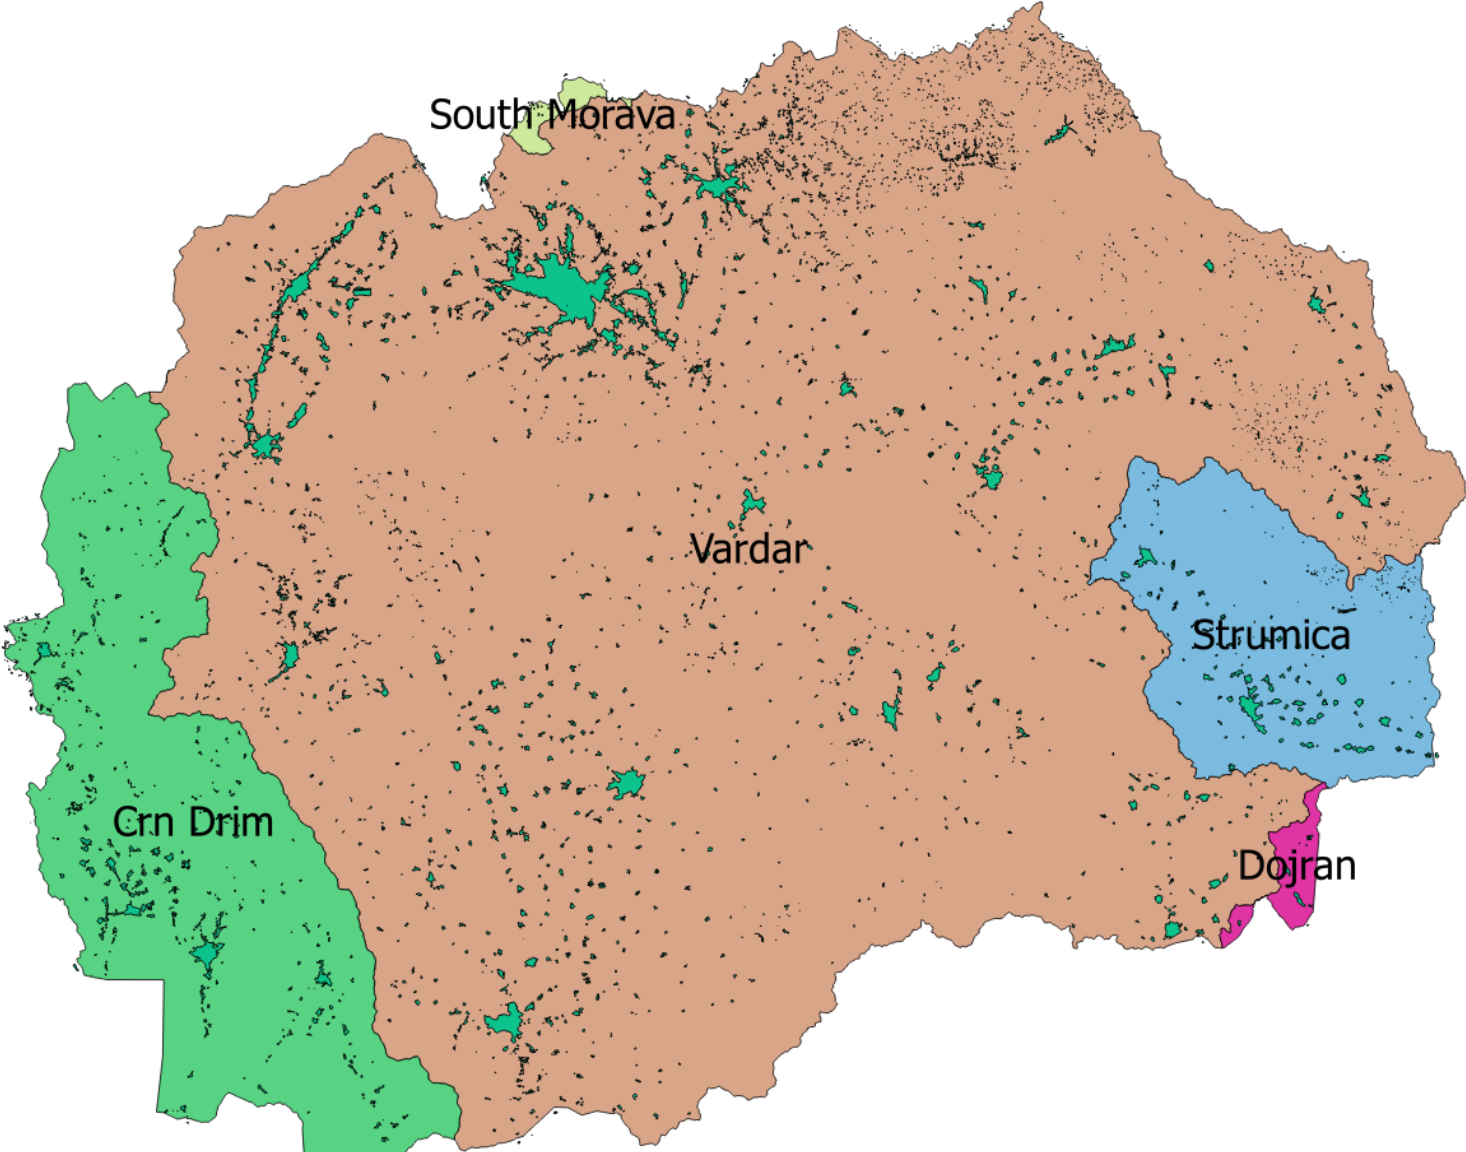 South Morava
Vardar
Strumica
Crn Drim
Dojran